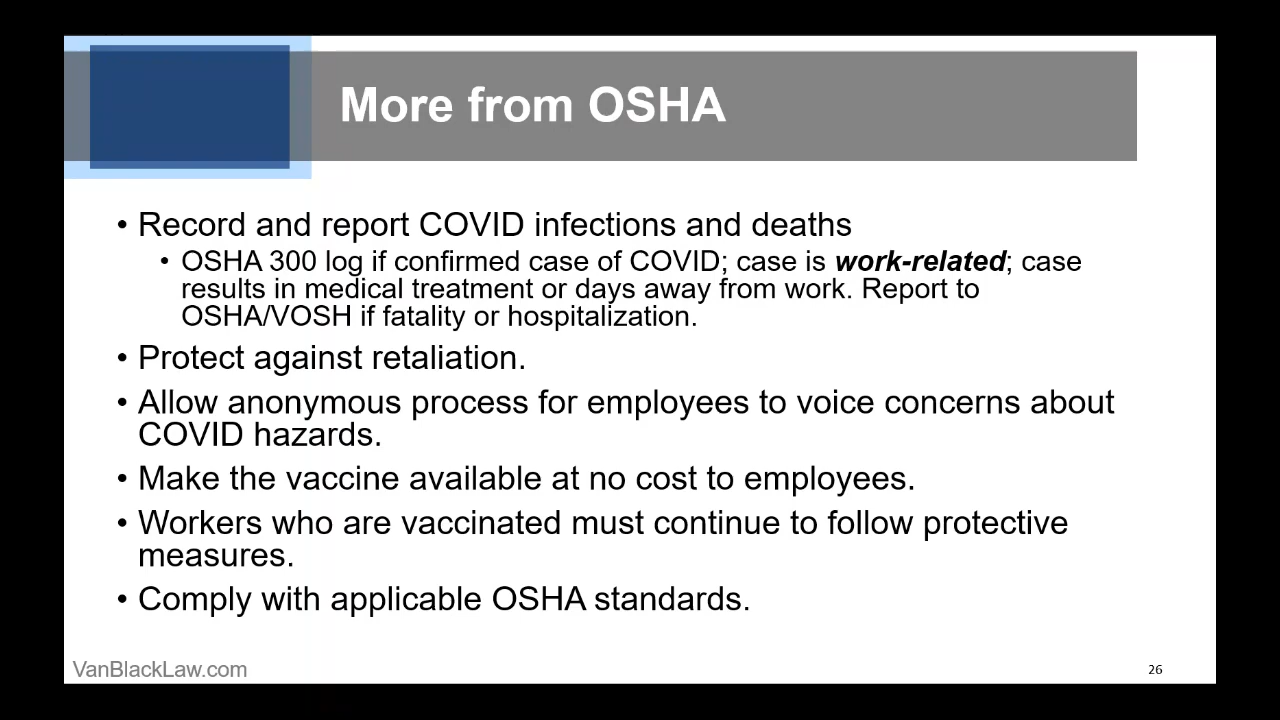 More from OSHA
• Record and report COVID infections and deaths
• OSHA 300 log if confirmed case of COVID; case is work-related; case
results in medical treatment or days away from work. Report to
OSHA/VOSH if fatality or hospitalization.
• Protect against retaliation.
• Allow anonymous process for employees to voice concerns about
COVID hazards.
• Make the vaccine available at no cost to employees.
• Workers who are vaccinated must continue to follow protective
measures.
• Comply with applicable OSHA standards.
VanBlackLaw.com
26